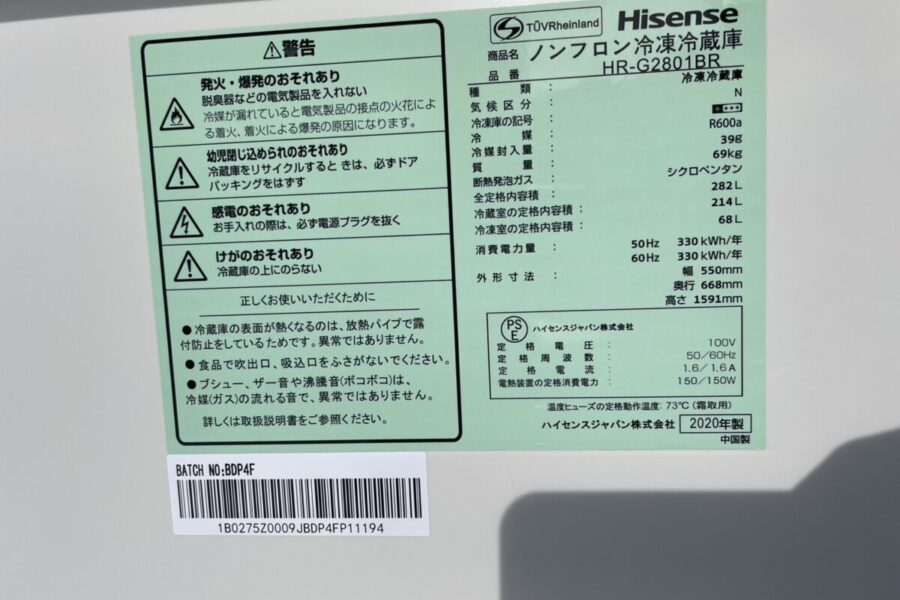 ⚠警告
発火・爆発のおそれあり
脱臭器などの電気製品を入れない
冷媒が漏れていると電気製品の接点の火花によ
る着火、着火による爆発の原因になります。
幼児閉じ込められのおそれあり
冷蔵庫をリサイクルするときは、必ずドア
パッキングをはずす
感電のおそれあり
お手入れの際は、必ず電源プラグを抜く
けがのおそれあり
冷蔵庫の上にのらない
正しくお使いいただくために
●冷蔵庫の表面が熱くなるのは、放熱パイプで露
付防止をしているためです。異常ではありません。
●食品で吹出口、吸込口をふさがないでください。
●ブシュー、ザー音や沸騰音(ボコボコ)は、
冷媒(ガス)の流れる音で、異常ではありません。
詳しくは取扱説明書をご参照ください。
TÜVRheinland
Hisense
商品名 ノンフロン冷凍冷蔵庫
品番 HR-G2801BR
種類 : 冷凍冷蔵庫
気候区分 : N
冷凍庫の記号 :
冷媒 : R600a
冷媒封入量 : 39g
質量 : 69kg
断熱発泡ガス : シクロペンタン
全定格内容積 : 282L
冷蔵室の定格内容積 : 214L
冷凍室の定格内容積 : 68L
消費電力量 : 50Hz 330kWh/年
60Hz 330kWh/年
外形寸法 : 幅 550mm
奥行 668mm
高さ 1591mm
PSE ハイセンスジャパン株式会社
定格電圧 : 100V
定格周波数 : 50/60Hz
定格電流 : 1.6/1.6A
電熱装置の定格消費電力 : 150/150W
温度ヒューズの定格動作温度: 73℃(霜取用)
ハイセンスジャパン株式会社 2020年製
中国製
BATCH NO:BDP4F
1B0275Z0009JBDP4FP11194